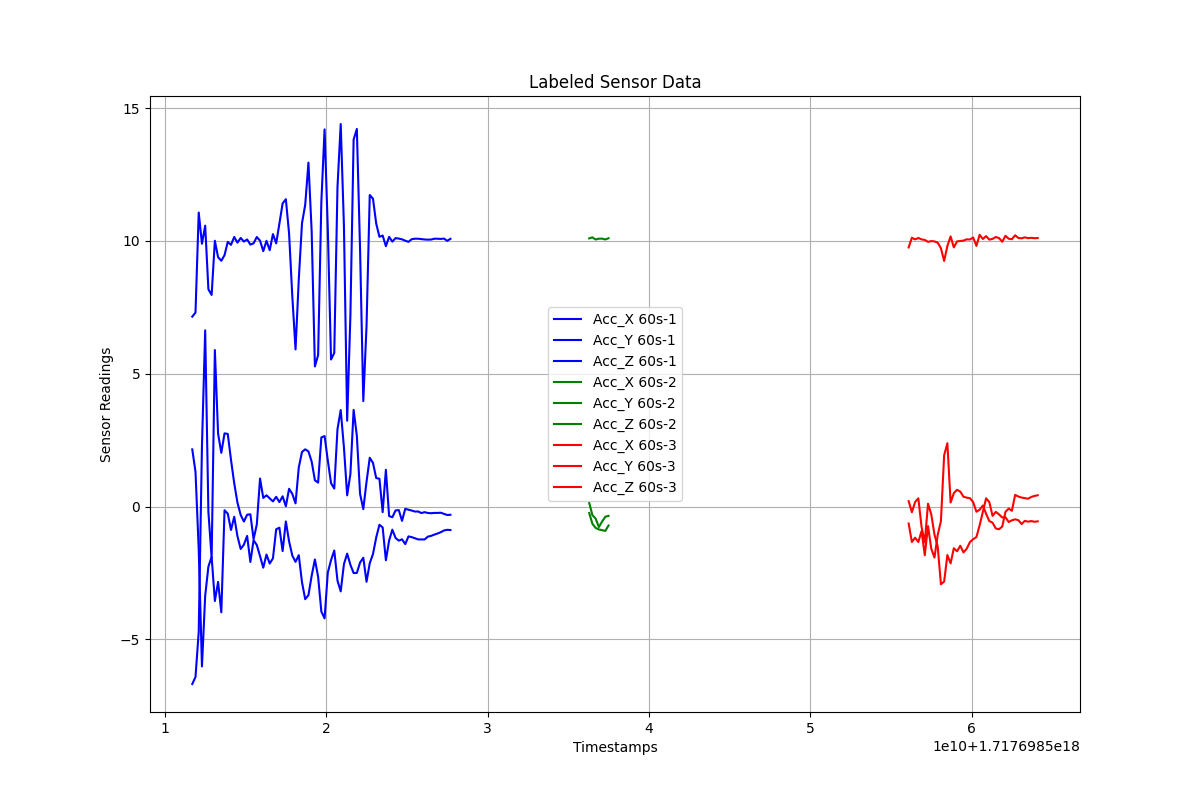 Labeled Sensor Data
15
10
5
0
−5
Sensor Readings
Acc_X 60s-1
Acc_Y 60s-1
Acc_Z 60s-1
Acc_X 60s-2
Acc_Y 60s-2
Acc_Z 60s-2
Acc_X 60s-3
Acc_Y 60s-3
Acc_Z 60s-3
1 2 3 4 5 6
Timestamps
1e10+1.7176985e18